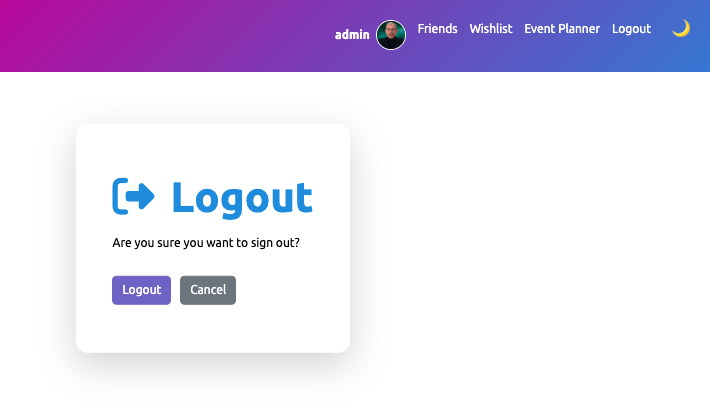 admin Friends Wishlist Event Planner Logout
Logout
Are you sure you want to sign out?
Logout Cancel